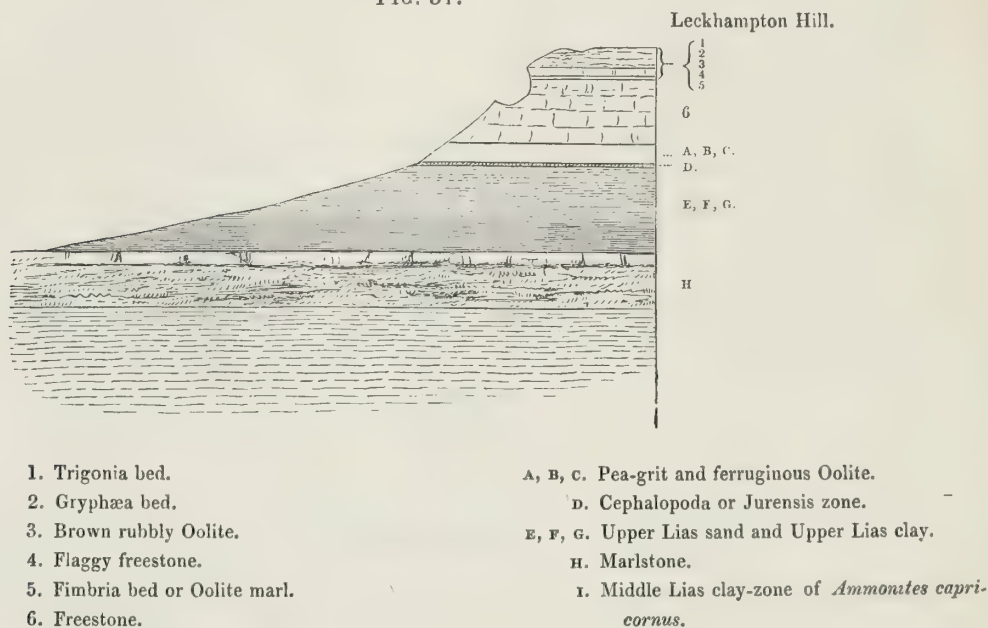 Leckhampton Hill.
1
2
3
4
5
6
A, B, C.
D.
E, F, G.
H
1. Trigonia bed.
2. Gryphæa bed.
3. Brown rubbly Oolite.
4. Flaggy freestone.
5. Fimbria bed or Oolite marl.
6. Freestone.
A, B, C. Pea-grit and ferruginous Oolite.
D. Cephalopoda or Jurensis zone.
E, F, G. Upper Lias sand and Upper Lias clay.
H. Marlstone.
I. Middle Lias clay-zone of Ammonites capri-
cornus.